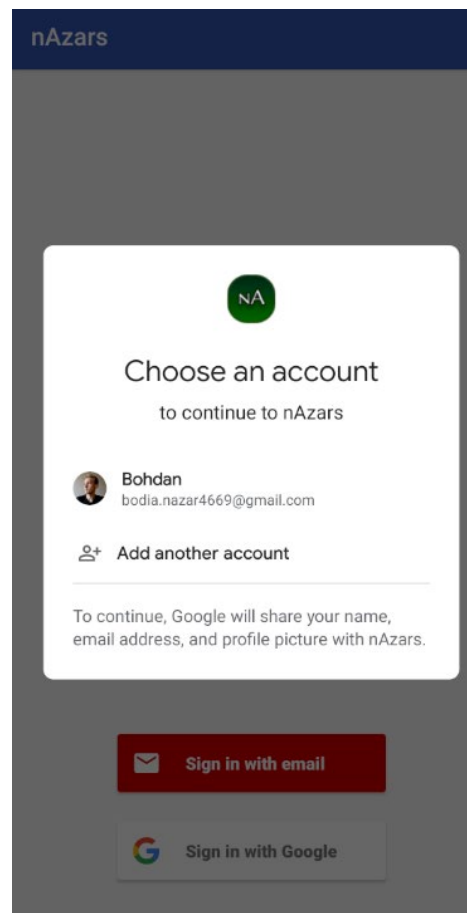 nAzars
NA
Choose an account
to continue to nAzars
Bohdan
bodia.nazar4669@gmail.com
Add another account
To continue, Google will share your name,
email address, and profile picture with nAzars.
Sign in with email
Sign in with Google